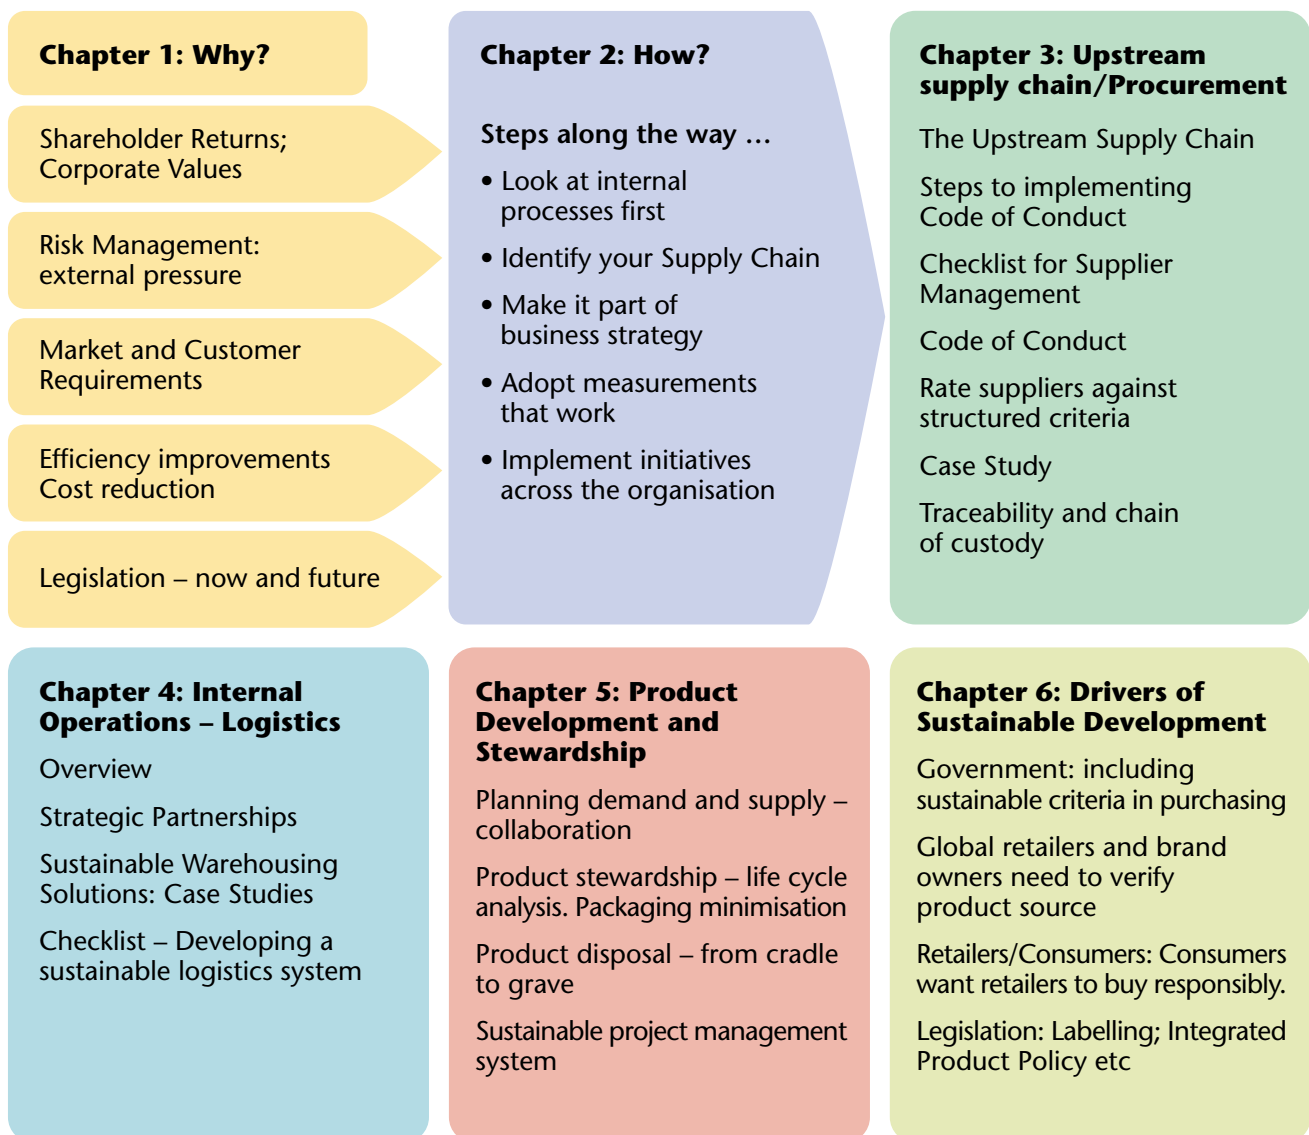 Chapter 1: Why?
Shareholder Returns;
Corporate Values
Risk Management:
external pressure
Market and Customer
Requirements
Efficiency improvements
Cost reduction
Legislation – now and future
Chapter 2: How?
Steps along the way …
• Look at internal
processes first
• Identify your Supply Chain
• Make it part of
business strategy
• Adopt measurements
that work
• Implement initiatives
across the organisation
Chapter 3: Upstream
supply chain/Procurement
The Upstream Supply Chain
Steps to implementing
Code of Conduct
Checklist for Supplier
Management
Code of Conduct
Rate suppliers against
structured criteria
Case Study
Traceability and chain
of custody
Chapter 4: Internal
Operations – Logistics
Overview
Strategic Partnerships
Sustainable Warehousing
Solutions: Case Studies
Checklist – Developing a
sustainable logistics system
Chapter 5: Product
Development and
Stewardship
Planning demand and supply –
collaboration
Product stewardship – life cycle
analysis. Packaging minimisation
Product disposal – from cradle
to grave
Sustainable project management
system
Chapter 6: Drivers of
Sustainable Development
Government: including
sustainable criteria in purchasing
Global retailers and brand
owners need to verify
product source
Retailers/Consumers: Consumers
want retailers to buy responsibly.
Legislation: Labelling; Integrated
Product Policy etc